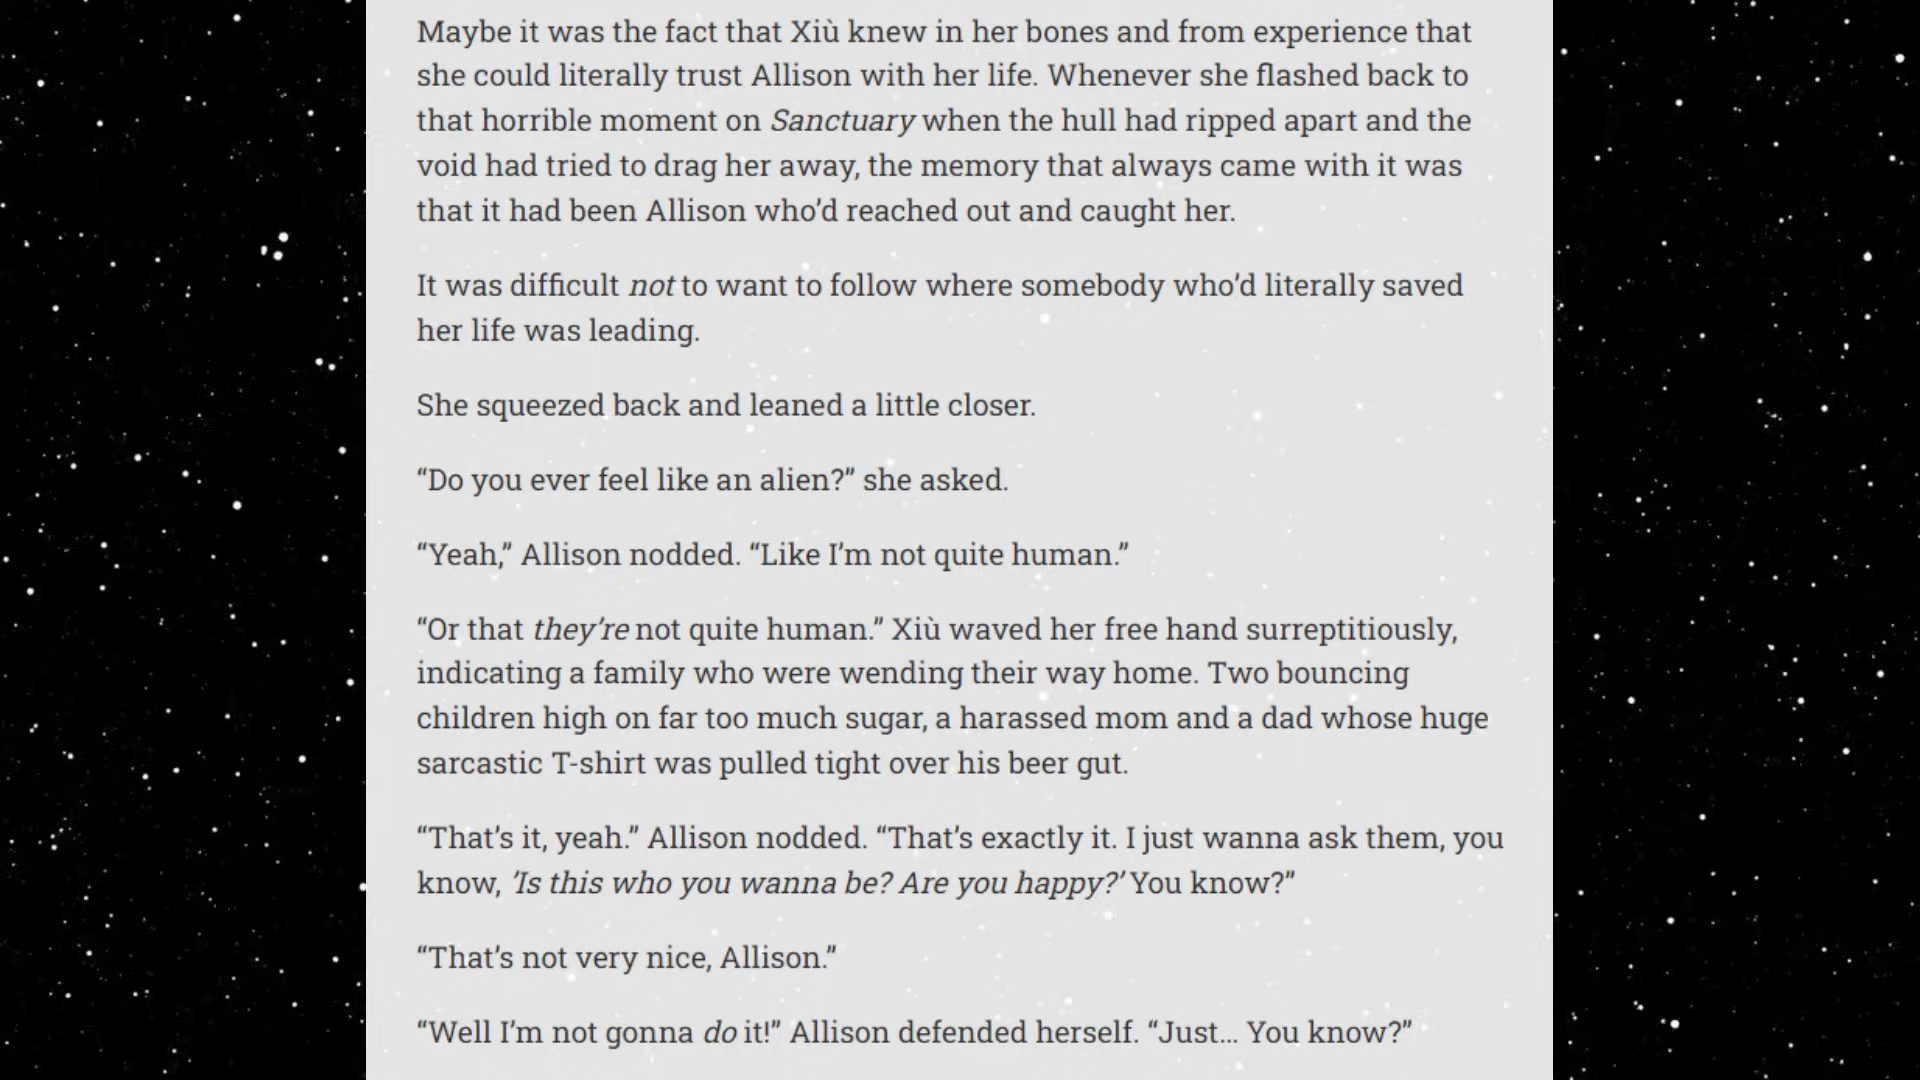 Maybe it was the fact that Xiù knew in her bones and from experience that
she could literally trust Allison with her life. Whenever she flashed back to
that horrible moment on Sanctuary when the hull had ripped apart and the
void had tried to drag her away, the memory that always came with it was
that it had been Allison who’d reached out and caught her.
It was difficult not to want to follow where somebody who’d literally saved
her life was leading.
She squeezed back and leaned a little closer.
“Do you ever feel like an alien?” she asked.
“Yeah,” Allison nodded. “Like I’m not quite human.”
“Or that they’re not quite human.” Xiù waved her free hand surreptitiously,
indicating a family who were wending their way home. Two bouncing
children high on far too much sugar, a harassed mom and a dad whose huge
sarcastic T-shirt was pulled tight over his beer gut.
“That’s it, yeah.” Allison nodded. “That’s exactly it. I just wanna ask them, you
know, ’Is this who you wanna be? Are you happy?’ You know?”
“That’s not very nice, Allison.”
“Well I’m not gonna do it!” Allison defended herself. “Just… You know?”